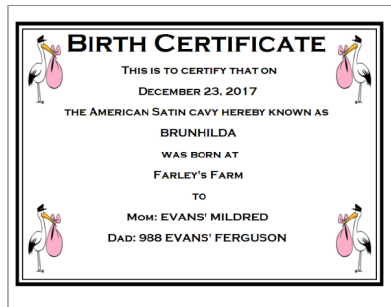 BIRTH CERTIFICATE
THIS IS TO CERTIFY THAT ON
DECEMBER 23, 2017
THE AMERICAN SATIN CAVY HEREBY KNOWN AS
BRUNHILDA
WAS BORN AT
FARLEY'S FARM
TO
MOM: EVANS' MILDRED
DAD: 988 EVANS' FERGUSON